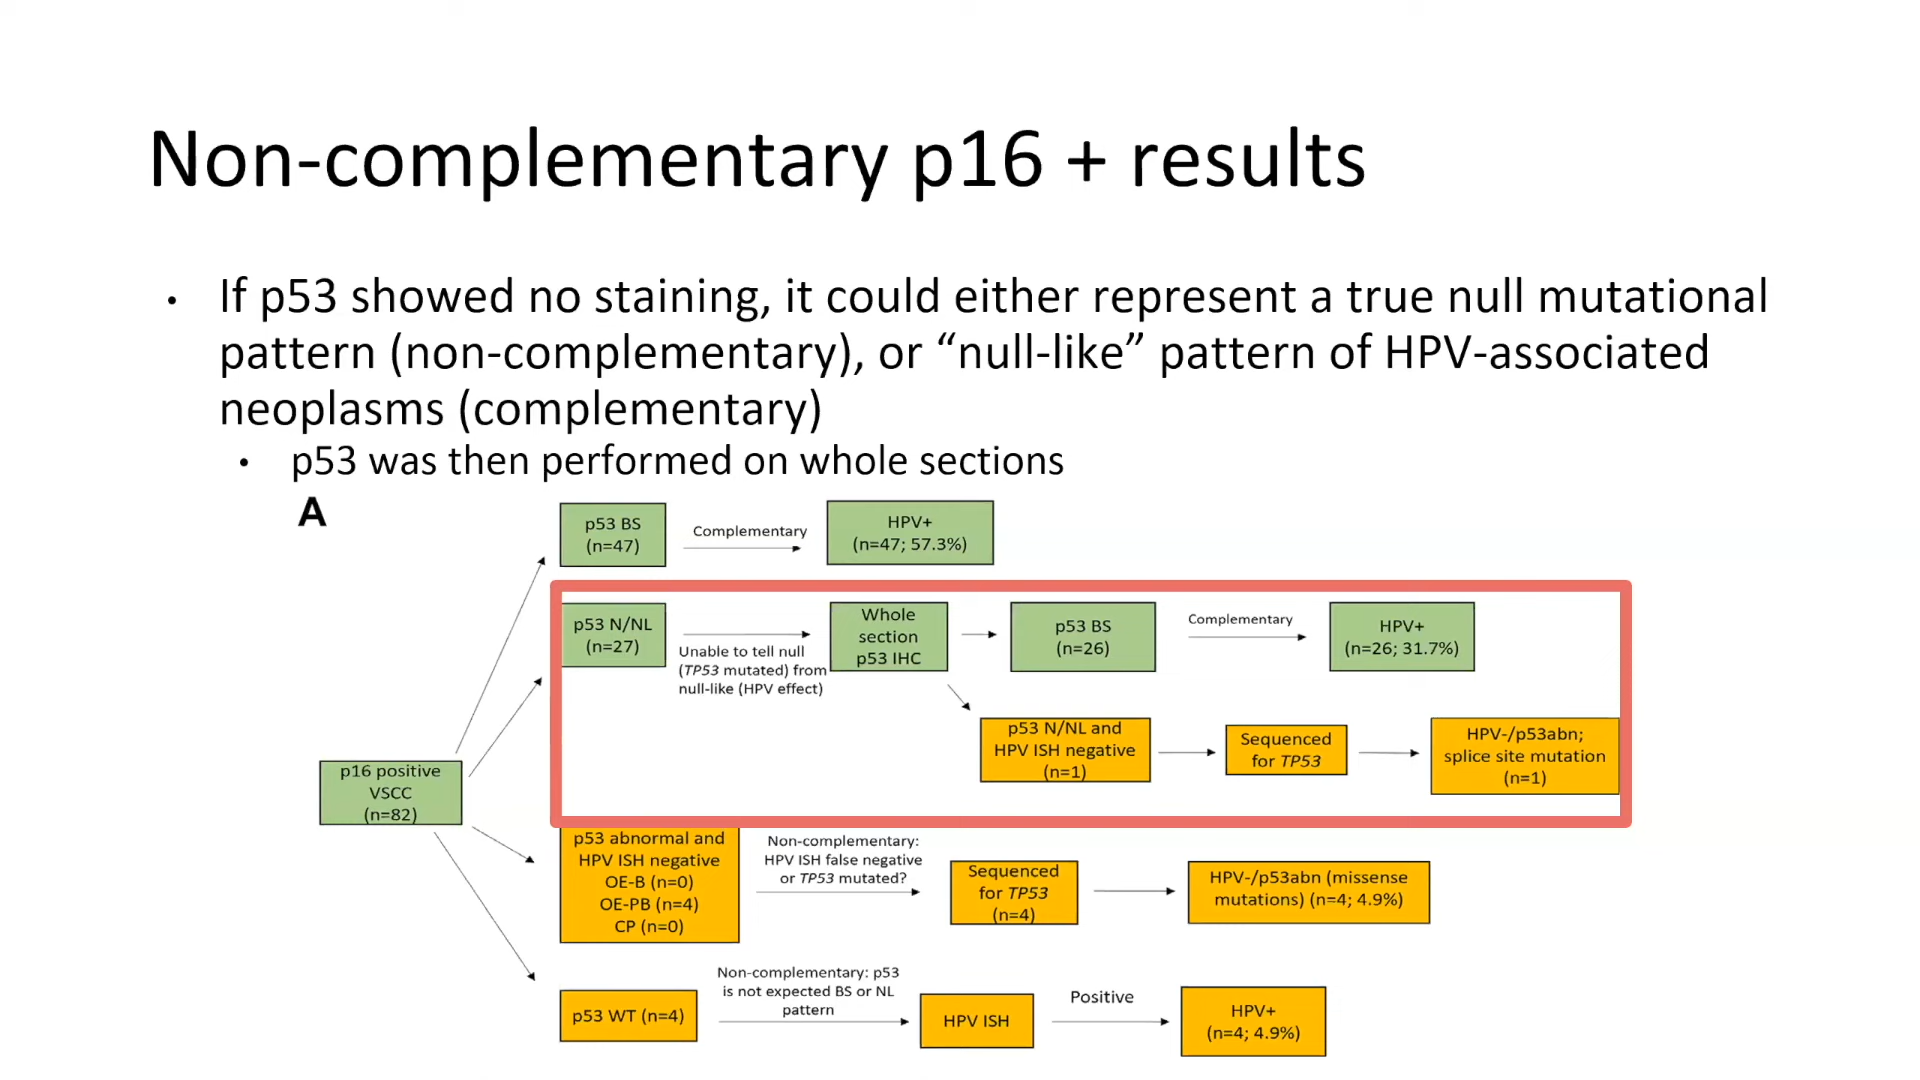 Non-complementary p16 + results
• If p53 showed no staining, it could either represent a true null mutational
pattern (non-complementary), or “null-like” pattern of HPV-associated
neoplasms (complementary)
• p53 was then performed on whole sections
A
p53 BS
(n=47)
Complementary
HPV+
(n=47; 57.3%)
p53 N/NL
(n=27)
Unable to tell null
(TP53 mutated) from
null-like (HPV effect)
Whole
section
p53 IHC
p53 BS
(n=26)
Complementary
HPV+
(n=26; 31.7%)
p53 N/NL and
HPV ISH negative
(n=1)
Sequenced
for TP53
HPV-/p53abn;
splice site mutation
(n=1)
p16 positive
VSCC
(n=82)
p53 abnormal and
HPV ISH negative
OE-B (n=0)
OE-PB (n=4)
CP (n=0)
Non-complementary:
HPV ISH false negative
or TP53 mutated?
Sequenced
for TP53
(n=4)
HPV-/p53abn (missense
mutations) (n=4; 4.9%)
p53 WT (n=4)
Non-complementary: p53
is not expected BS or NL
pattern
HPV ISH
Positive
HPV+
(n=4; 4.9%)